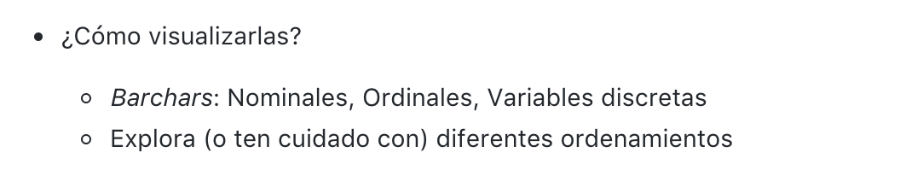 • ¿Cómo visualizarlas?
○ Barchars: Nominales, Ordinales, Variables discretas
○ Explora (o ten cuidado con) diferentes ordenamientos